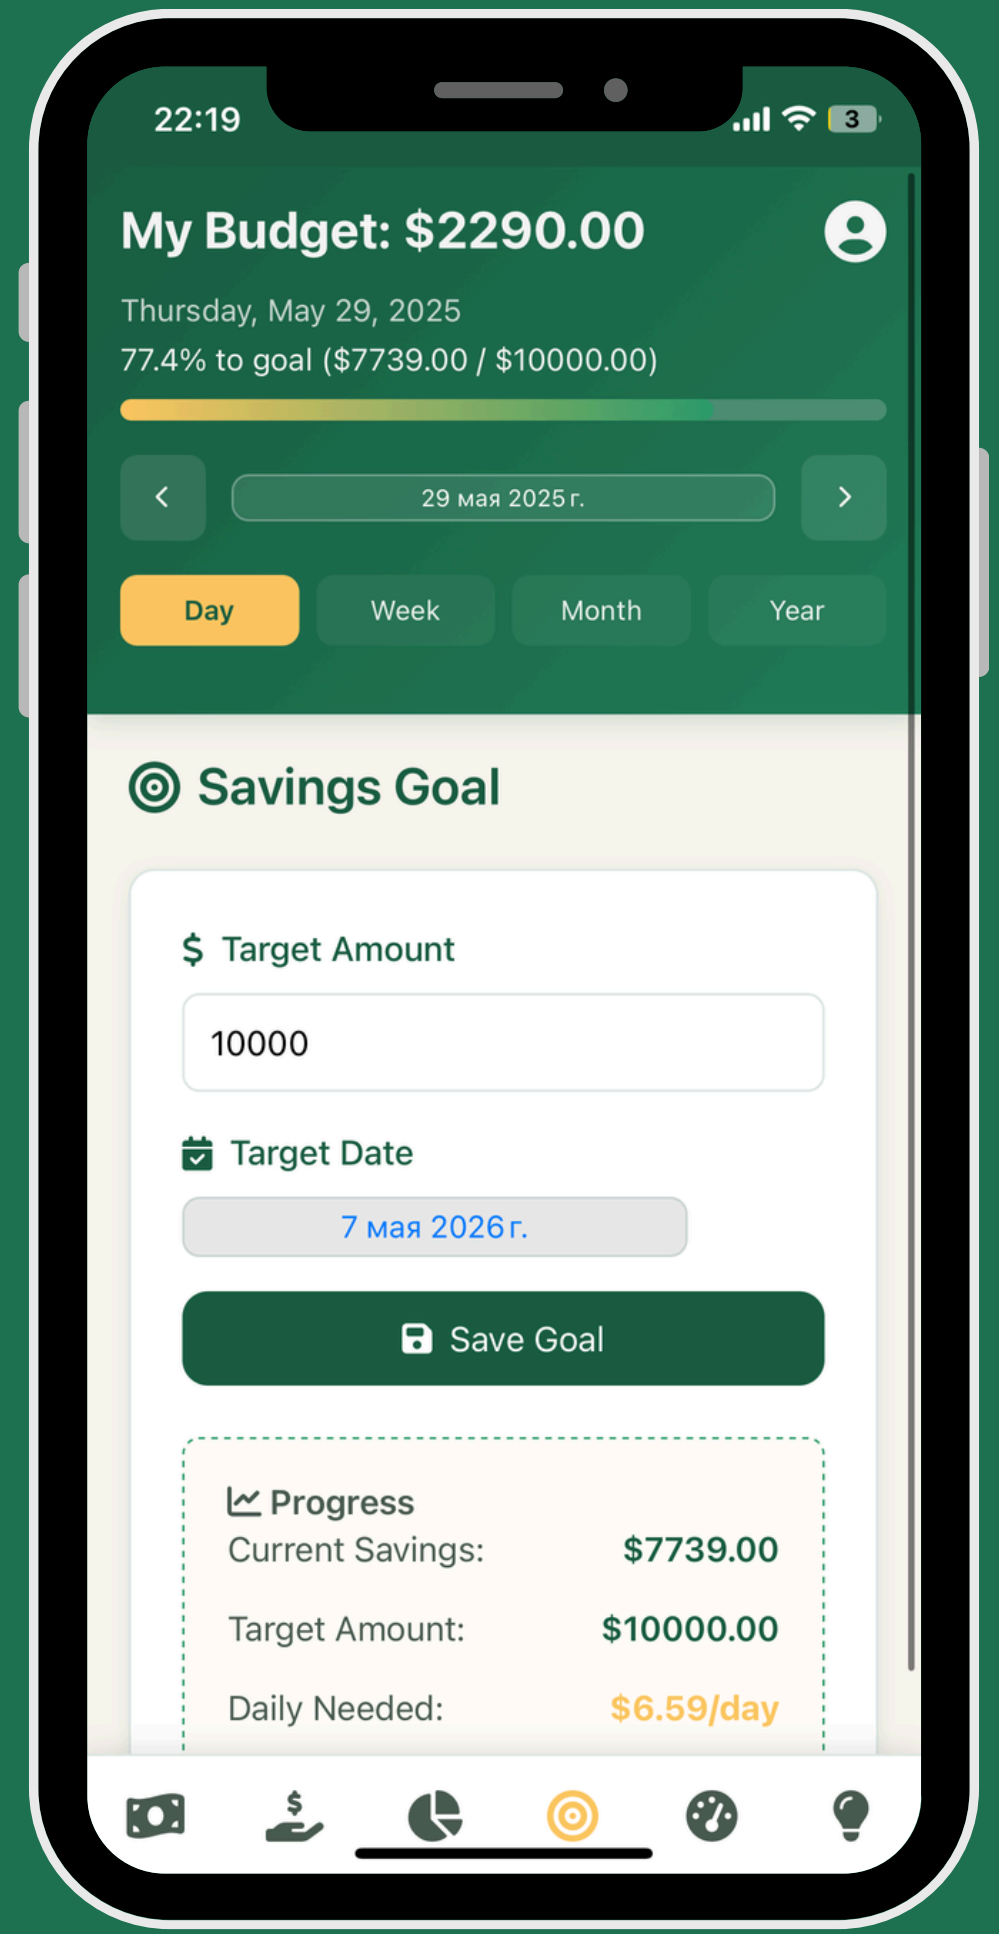 22:19
3
My Budget: $2290.00
Thursday, May 29, 2025
77.4% to goal ($7739.00 / $10000.00)
29 мая 2025 г.
Day Week Month Year
Savings Goal
$ Target Amount
10000
Target Date
7 мая 2026 г.
Save Goal
Progress
Current Savings: $7739.00
Target Amount: $10000.00
Daily Needed: $6.59/day
$